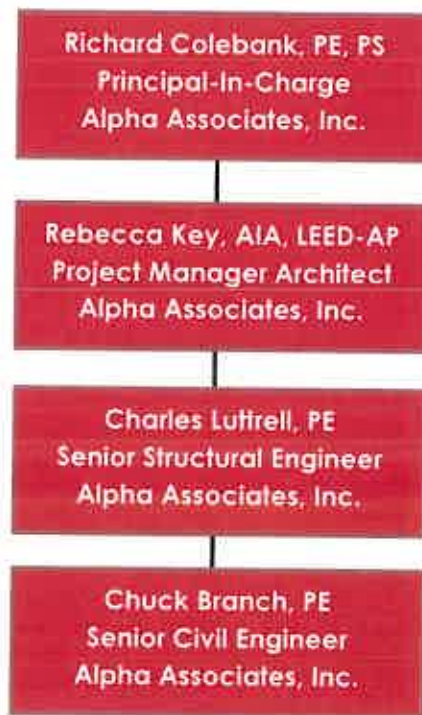 Richard Colebank, PE, PS
Principal-In-Charge
Alpha Associates, Inc.
Rebecca Key, AIA, LEED-AP
Project Manager Architect
Alpha Associates, Inc.
Charles Luttrell, PE
Senior Structural Engineer
Alpha Associates, Inc.
Chuck Branch, PE
Senior Civil Engineer
Alpha Associates, Inc.